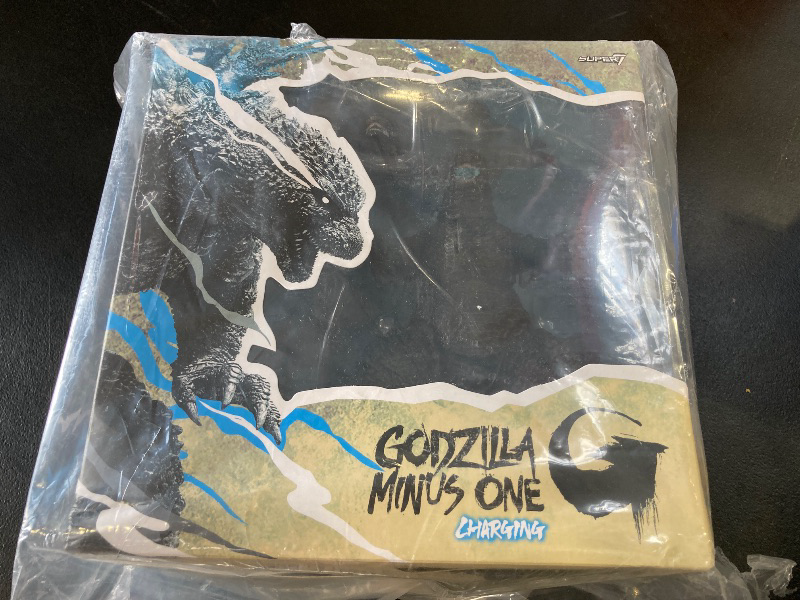 SUPER7
GODZILLA
MINUS ONE
CHARGING
G